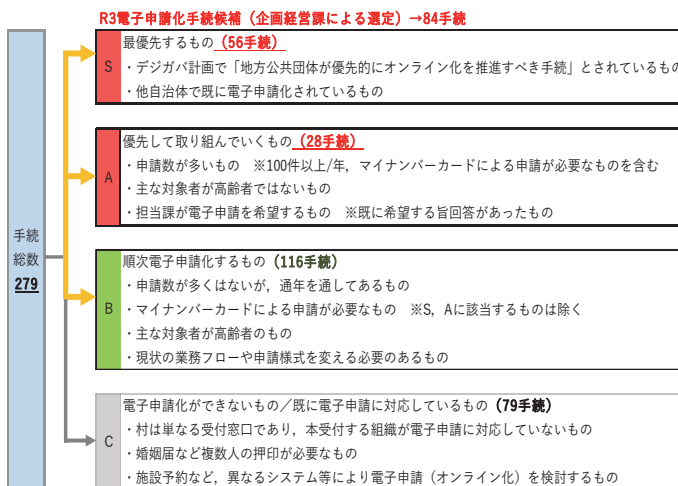 R3電子申請化手続候補（企画経営課による選定）→84手続
手続
総数
279
S
最優先するもの（56手続）
・デジガバ計画で「地方公共団体が優先的にオンライン化を推進すべき手続」とされているもの
・他自治体で既に電子申請化されているもの
A
優先して取り組んでいくもの（28手続）
・申請数が多いもの　※100件以上/年，マイナンバーカードによる申請が必要なものを含む
・主な対象者が高齢者ではないもの
・担当課が電子申請を希望するもの　※既に希望する旨回答があったもの
B
順次電子申請化するもの（116手続）
・申請数が多くはないが，通年を通してあるもの
・マイナンバーカードによる申請が必要なもの　※S，Aに該当するものは除く
・主な対象者が高齢者のもの
・現状の業務フローや申請様式を変える必要のあるもの
C
電子申請化ができないもの／既に電子申請に対応しているもの（79手続）
・村は単なる受付窓口であり，本受付する組織が電子申請に対応していないもの
・婚姻届など複数人の押印が必要なもの
・施設予約など，異なるシステム等により電子申請（オンライン化）を検討するもの